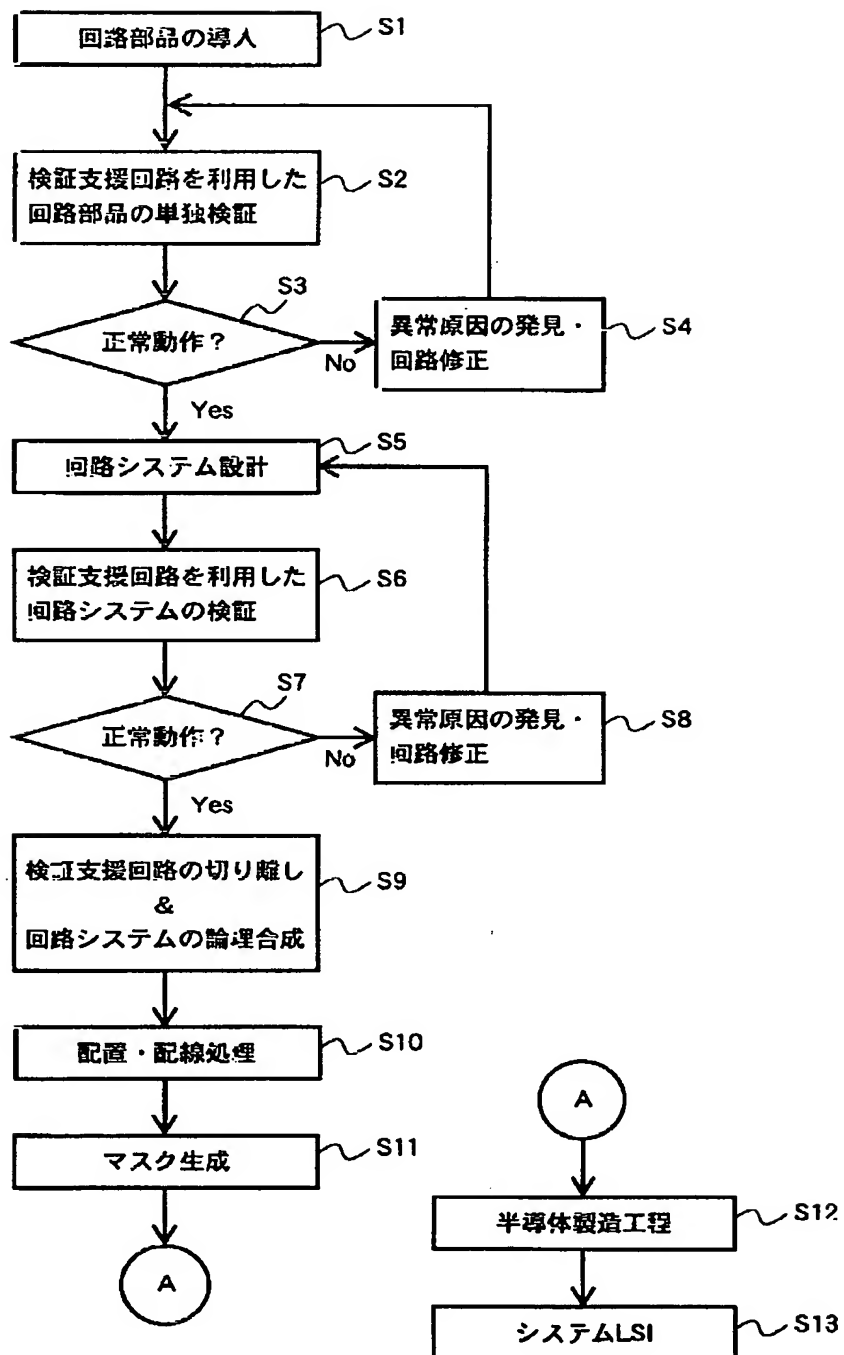 回路部品の導入
S1
検証支援回路を利用した
回路部品の単独検証
S2
S3
正常動作？
No
異常原因の発見・
回路修正
S4
Yes
S5
回路システム設計
検証支援回路を利用した
回路システムの検証
S6
S7
正常動作？
No
異常原因の発見・
回路修正
S8
Yes
検証支援回路の切り離し
&
回路システムの論理合成
S9
配置・配線処理
S10
マスク生成
S11
A
A
半導体製造工程
S12
システムLSI
S13